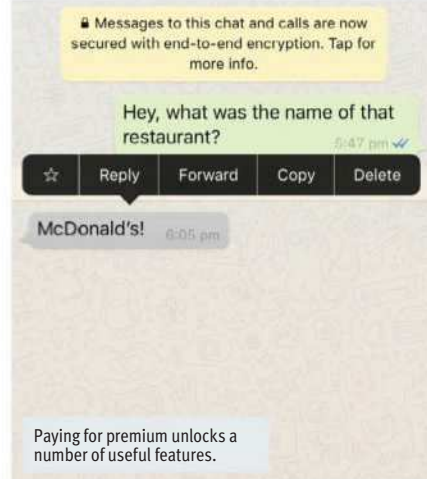 Messages to this chat and calls are now
secured with end-to-end encryption. Tap for
more info.
Hey, what was the name of that
restaurant?
5:47 pm
Reply Forward Copy Delete
McDonald's! 6:05 pm
Paying for premium unlocks a
number of useful features.